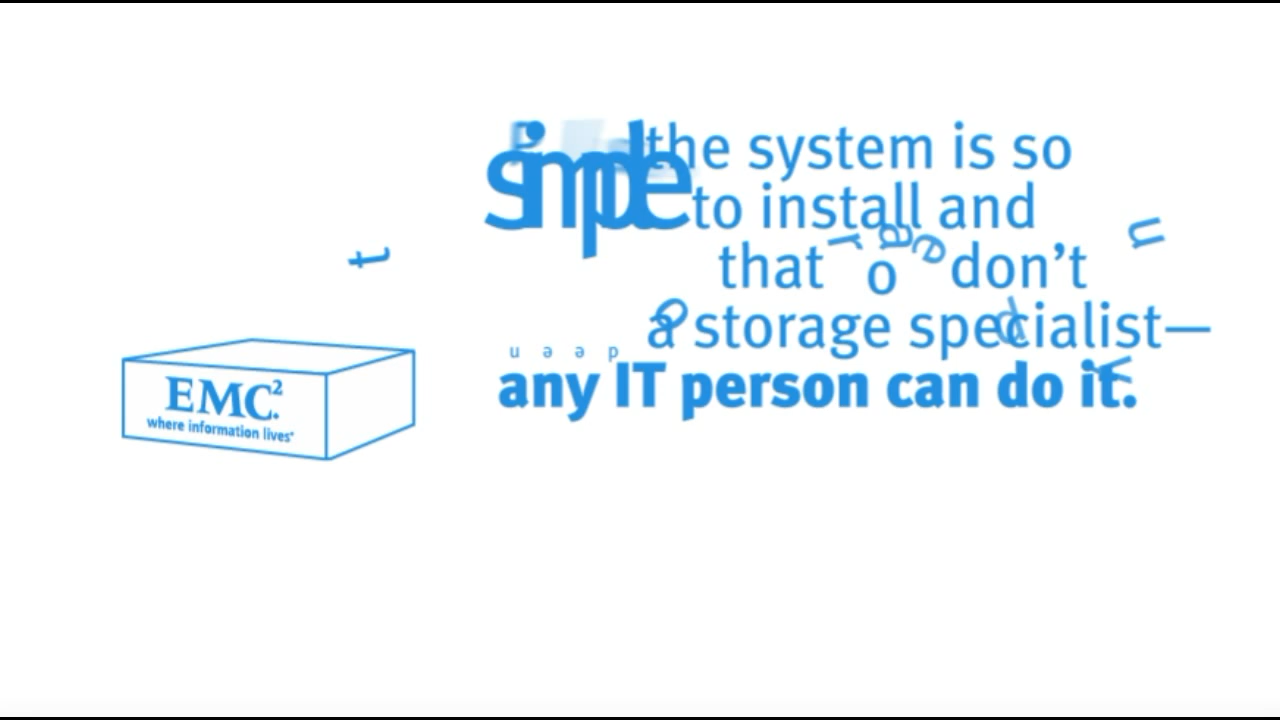 the system is so
simple to install and
that don’t
a storage specialist—
any IT person can do it.
EMC²
where information lives®